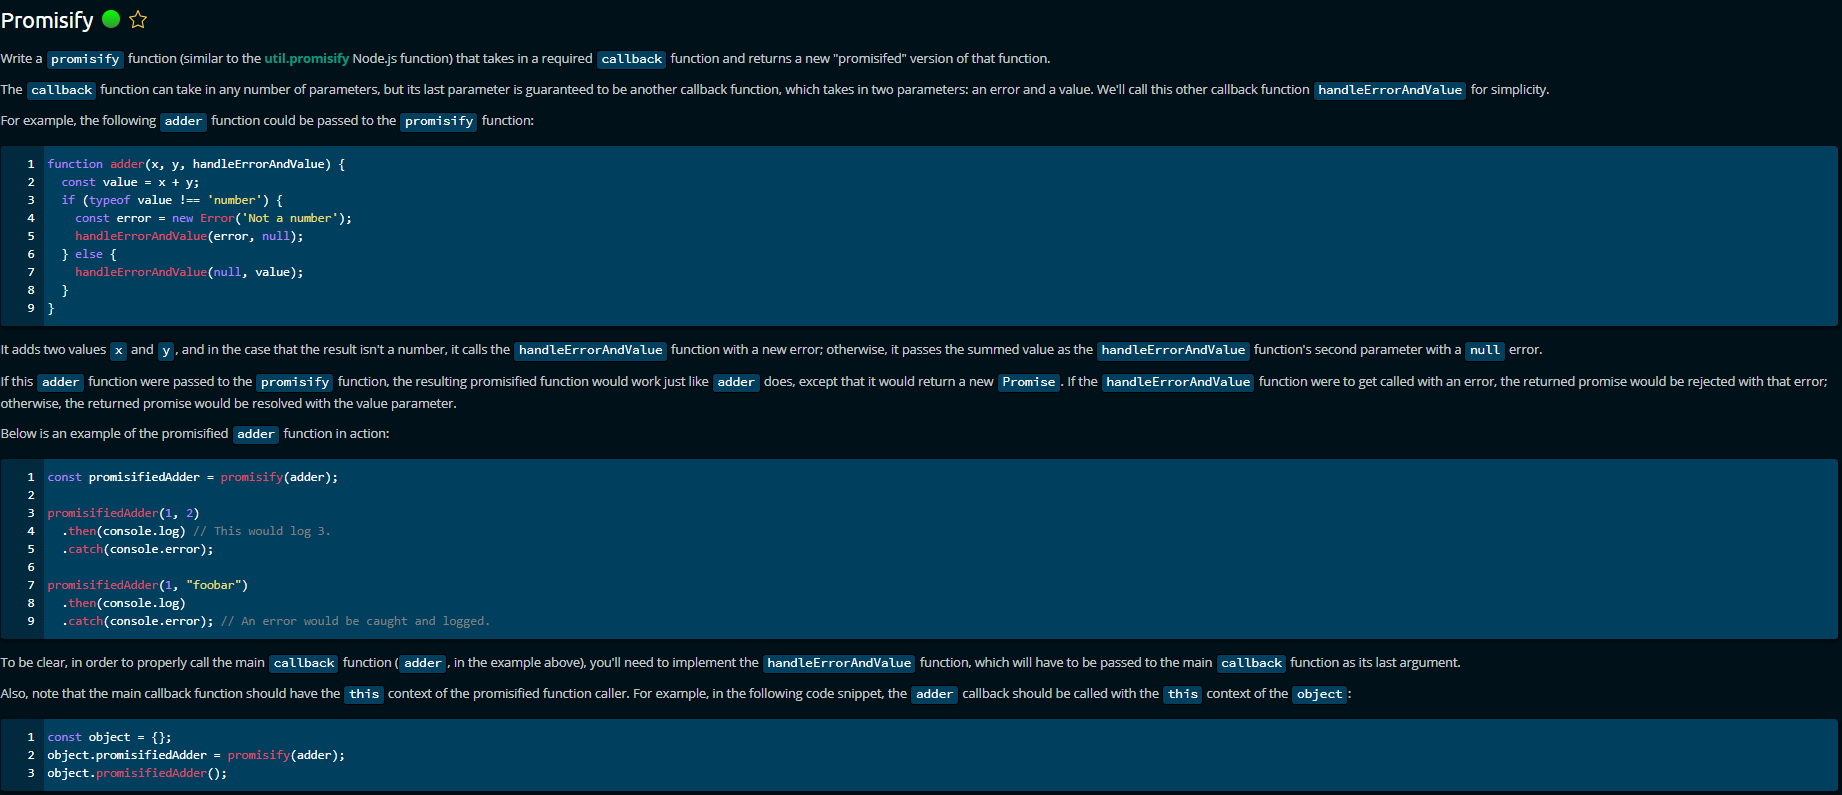 Promisify
Write a promisify function (similar to the util.promisify Node.js function) that takes in a required callback function and returns a new "promisifed" version of that function.
The callback function can take in any number of parameters, but its last parameter is guaranteed to be another callback function, which takes in two parameters: an error and a value. We'll call this other callback function handleErrorAndValue for simplicity.
For example, the following adder function could be passed to the promisify function:
1 function adder(x, y, handleErrorAndValue) {
2   const value = x + y;
3   if (typeof value !== 'number') {
4     const error = new Error('Not a number');
5     handleErrorAndValue(error, null);
6   } else {
7     handleErrorAndValue(null, value);
8   }
9 }
It adds two values x and y, and in the case that the result isn't a number, it calls the handleErrorAndValue function with a new error; otherwise, it passes the summed value as the handleErrorAndValue function's second parameter with a null error.
If this adder function were passed to the promisify function, the resulting promisified function would work just like adder does, except that it would return a new Promise. If the handleErrorAndValue function were to get called with an error, the returned promise would be rejected with that error;
otherwise, the returned promise would be resolved with the value parameter.
Below is an example of the promisified adder function in action:
1 const promisifiedAdder = promisify(adder);
2
3 promisifiedAdder(1, 2)
4   .then(console.log) // This would log 3.
5   .catch(console.error);
6
7 promisifiedAdder(1, "foobar")
8   .then(console.log)
9   .catch(console.error); // An error would be caught and logged.
To be clear, in order to properly call the main callback function (adder, in the example above), you'll need to implement the handleErrorAndValue function, which will have to be passed to the main callback function as its last argument.
Also, note that the main callback function should have the this context of the promisified function caller. For example, in the following code snippet, the adder callback should be called with the this context of the object:
1 const object = {};
2 object.promisifiedAdder = promisify(adder);
3 object.promisifiedAdder();